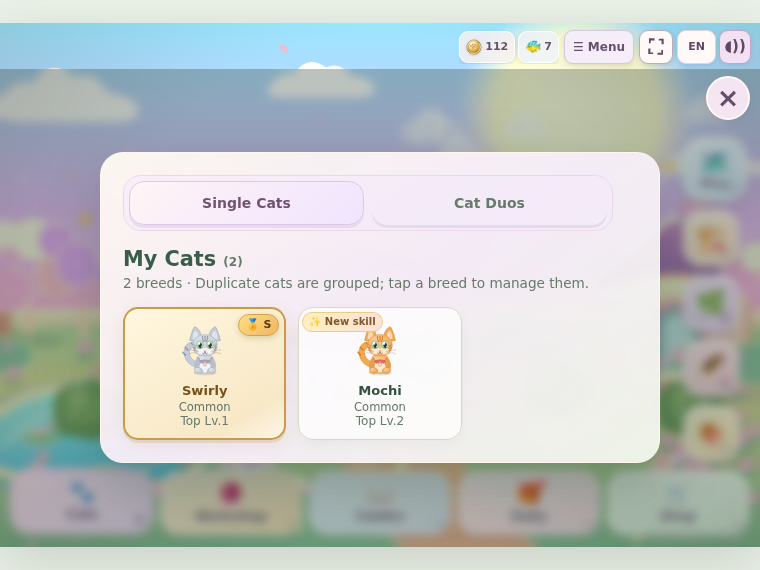 112
7
☰ Menu
EN
Single Cats
Cat Duos
My Cats (2)
2 breeds · Duplicate cats are grouped; tap a breed to manage them.
S
Swirly
Common
Top Lv.1
New skill
Mochi
Common
Top Lv.2